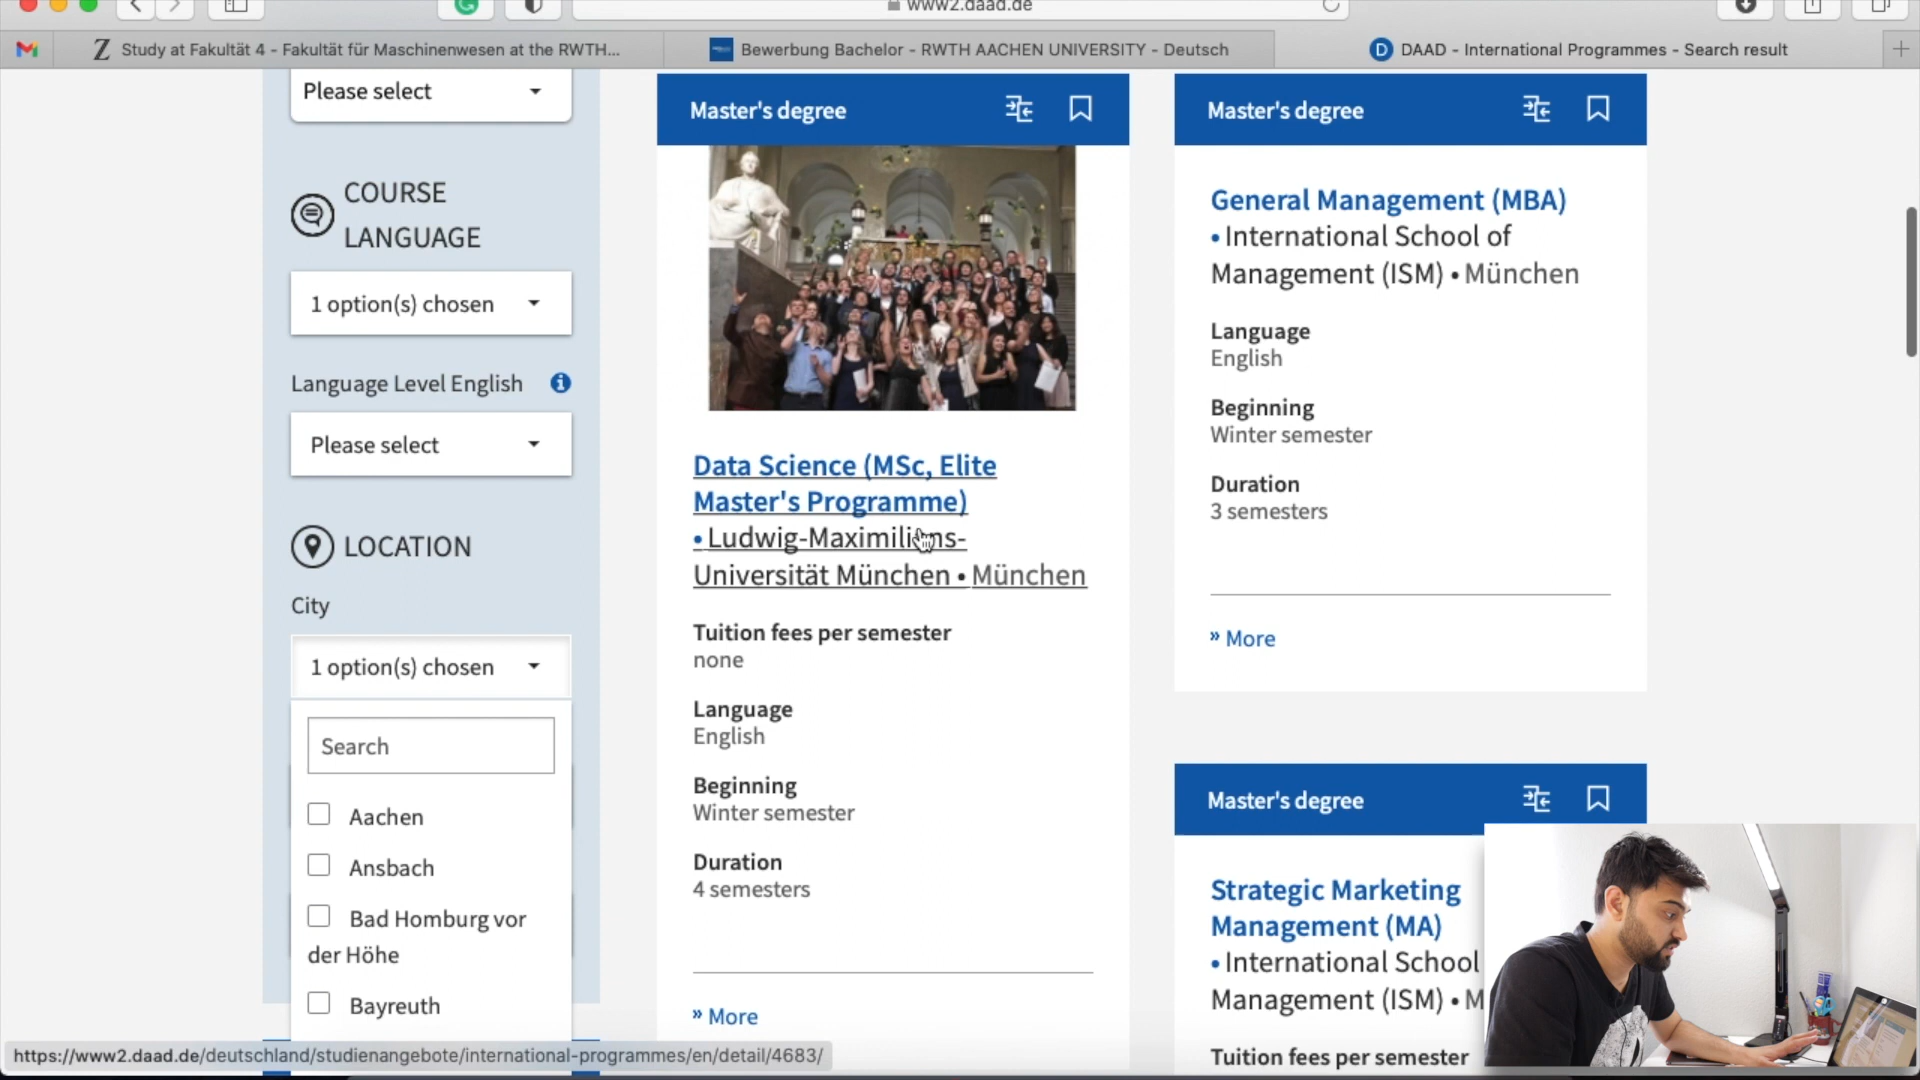 www2.daad.de
Study at Fakultät 4 - Fakultät für Maschinenwesen at the RWTH...
Bewerbung Bachelor - RWTH AACHEN UNIVERSITY - Deutsch
DAAD - International Programmes - Search result
Please select
COURSE
LANGUAGE
1 option(s) chosen
Language Level English
Please select
LOCATION
City
1 option(s) chosen
Search
Aachen
Ansbach
Bad Homburg vor
der Höhe
Bayreuth
Master's degree
Data Science (MSc, Elite
Master's Programme)
• Ludwig-Maximilians-
Universität München • München
Tuition fees per semester
none
Language
English
Beginning
Winter semester
Duration
4 semesters
» More
Master's degree
General Management (MBA)
• International School of
Management (ISM) • München
Language
English
Beginning
Winter semester
Duration
3 semesters
» More
Master's degree
Strategic Marketing
Management (MA)
• International School
Management (ISM) • M
Tuition fees per semester
https://www2.daad.de/deutschland/studienangebote/international-programmes/en/detail/4683/